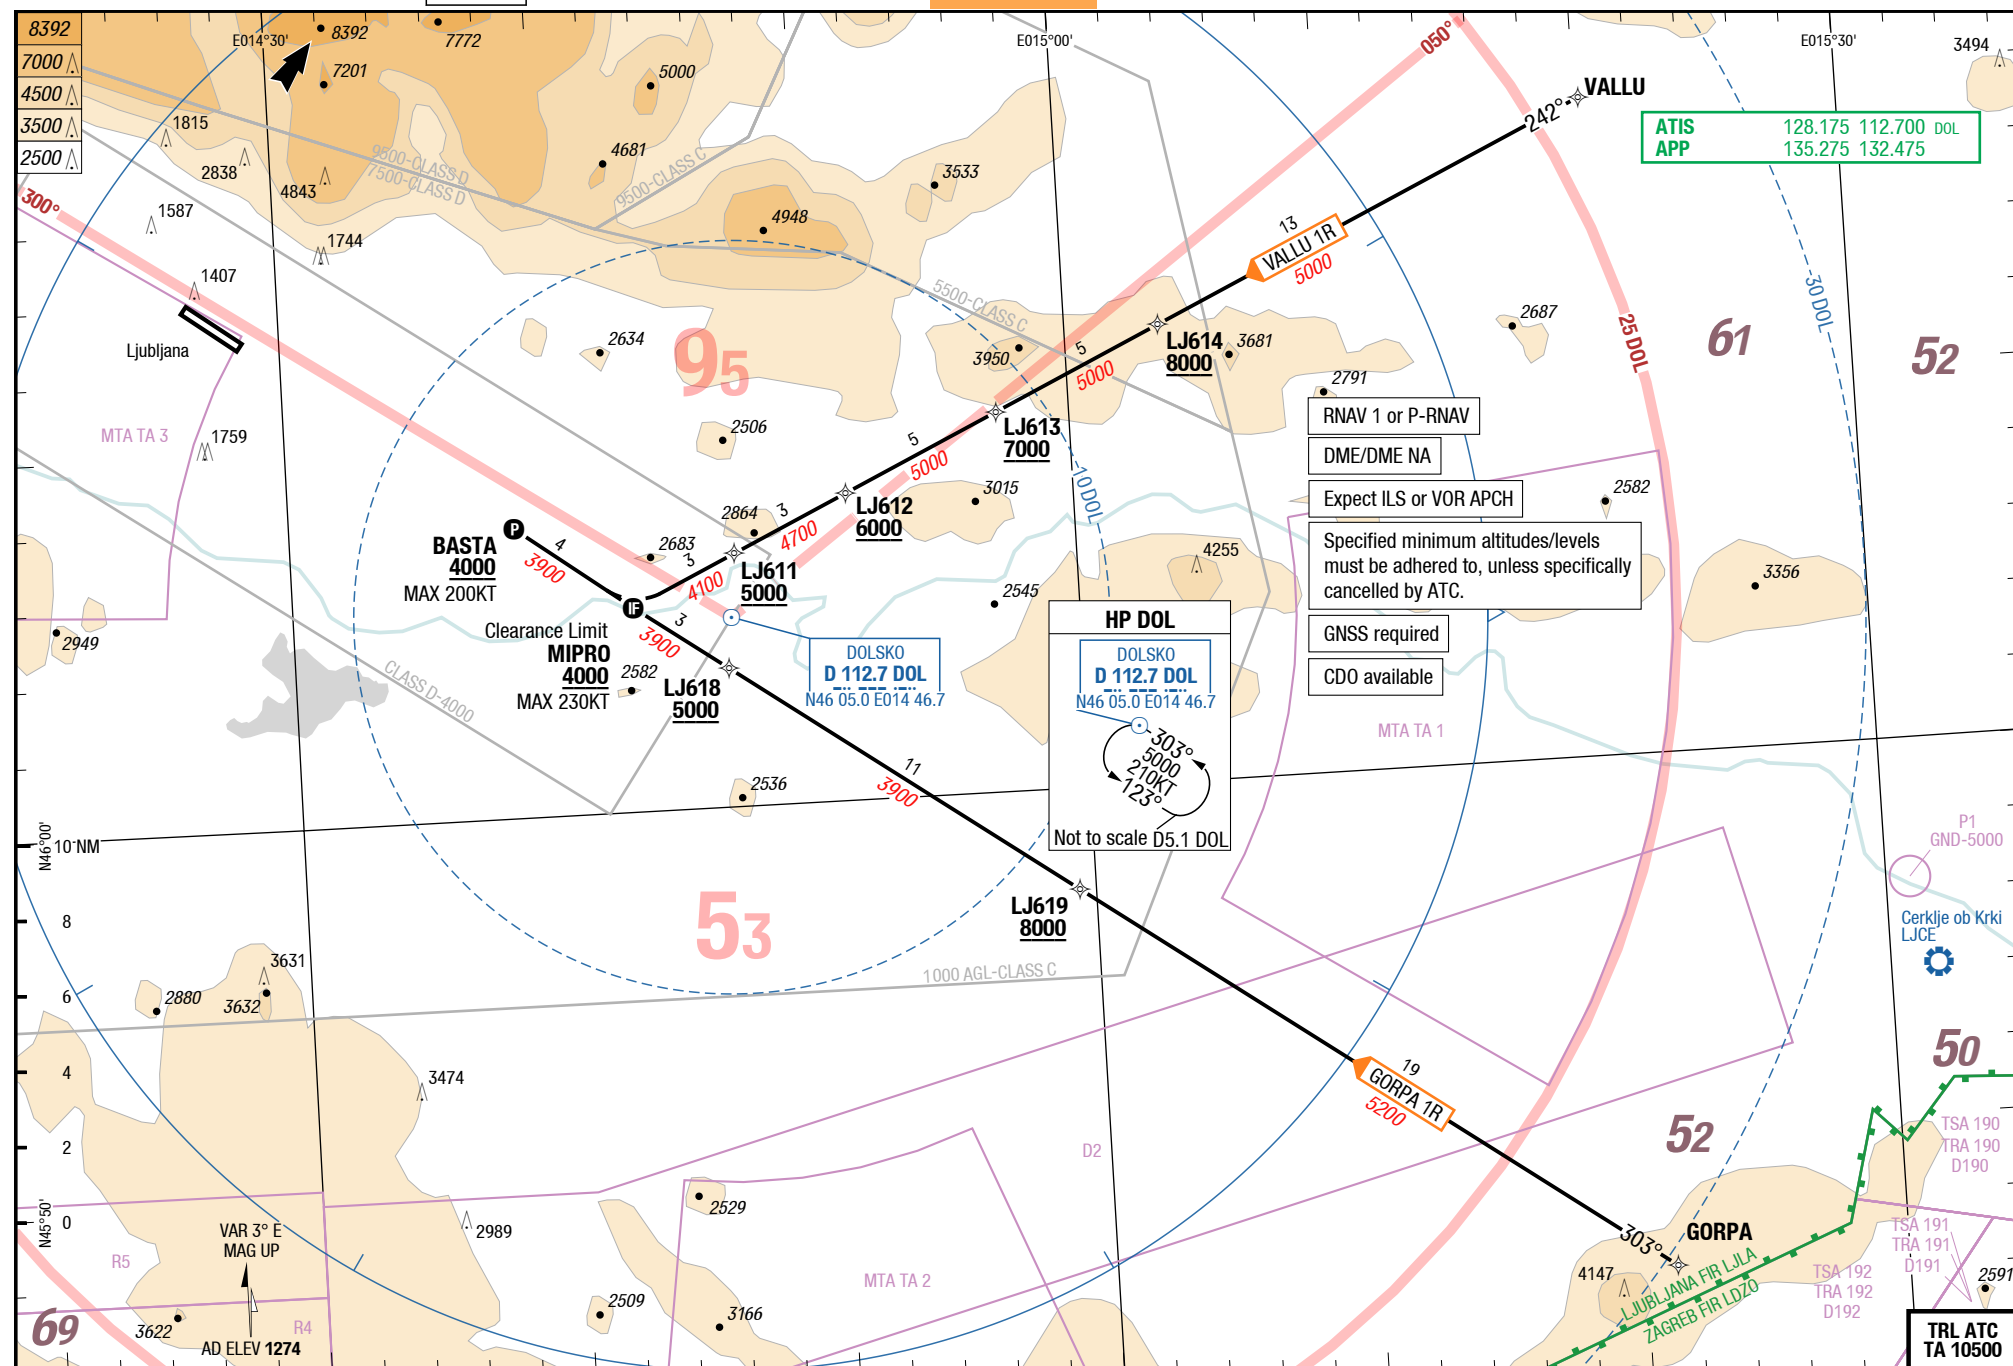 8392
7000
4500
3500
2500
E014°30'
8392
7772
7201
5000
E015°00'
E015°30'
3494
050°
VALLU
242°
ATIS 128.175 112.700 DOL
APP 135.275 132.475
1815
2838
4843
4681
9500-CLASS D
7500-CLASS D
9500-CLASS C
3533
300°
1587
1744
4948
13
VALLU 1R
5000
1407
5500-CLASS C
30 DOL
2687
25 DOL
61
52
Ljubljana
2634
95
3950
5
5000
LJ614
8000
3681
2791
RNAV 1 or P-RNAV
MTA TA 3
1759
2506
5
5000
LJ613
7000
DME/DME NA
10 DOL
3015
Expect ILS or VOR APCH
2582
2864
3
4700
LJ612
6000
BASTA
4000
MAX 200KT
4
3900
2683
3
4100
LJ611
5000
4255
Specified minimum altitudes/levels
must be adhered to, unless specifically
cancelled by ATC.
3356
2545
HP DOL
GNSS required
2949
Clearance Limit
MIPRO
4000
MAX 230KT
3
3900
2582
LJ618
5000
DOLSKO
D 112.7 DOL
N46 05.0 E014 46.7
DOLSKO
D 112.7 DOL
N46 05.0 E014 46.7
CDO available
CLASS D-4000
303°
5000
210KT
123°
MTA TA 1
11
3900
2536
Not to scale D5.1 DOL
N46°00'
10 NM
P1
GND-5000
8
53
LJ619
8000
Cerklje ob Krki
LJCE
1000 AGL-CLASS C
3631
2880
3632
6
50
4
3474
19
GORPA 1R
5200
52
2
D2
TSA 190
TRA 190
D190
N45°50'
0
2529
2989
VAR 3° E
MAG UP
R5
303°
GORPA
TSA 191
TRA 191
D191
MTA TA 2
4147
LJUBLJANA FIR LJLA
ZAGREB FIR LDZO
TSA 192
TRA 192
D192
2591
2509
3166
69
3622
R4
AD ELEV 1274
TRL ATC
TA 10500